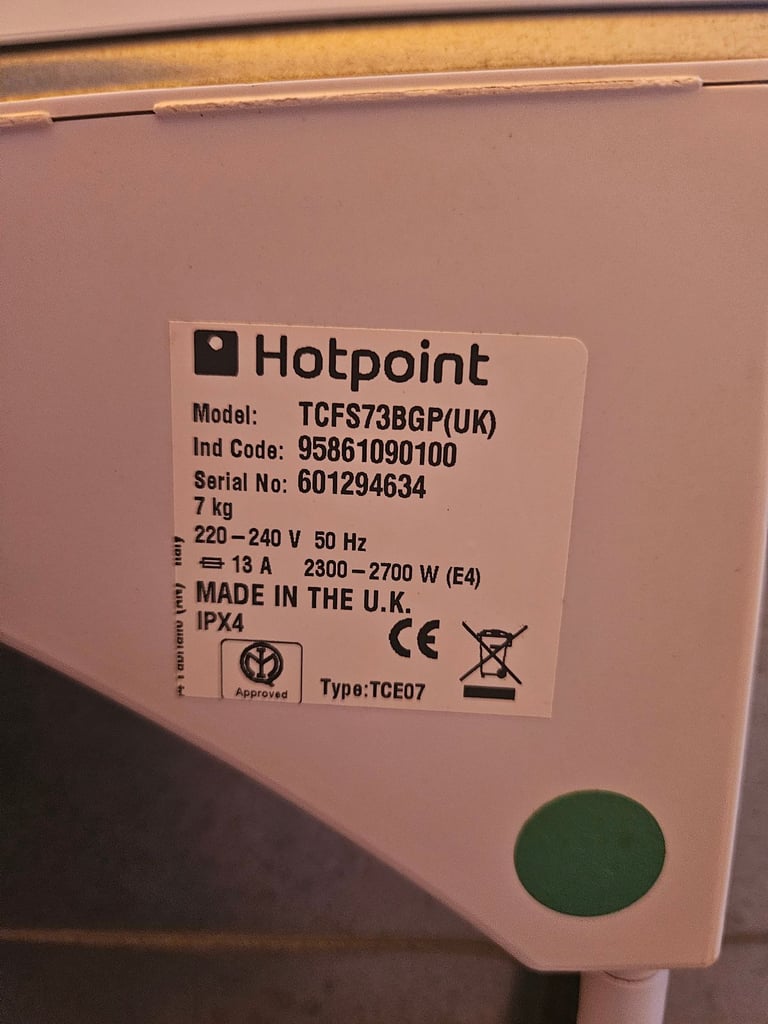 Hotpoint
Model: TCFS73BGP(UK)
Ind Code: 95861090100
Serial No: 601294634
7 kg
220-240 V 50 Hz
13 A 2300-2700 W (E4)
MADE IN THE U.K.
IPX4
CE
Approved
Type:TCE07